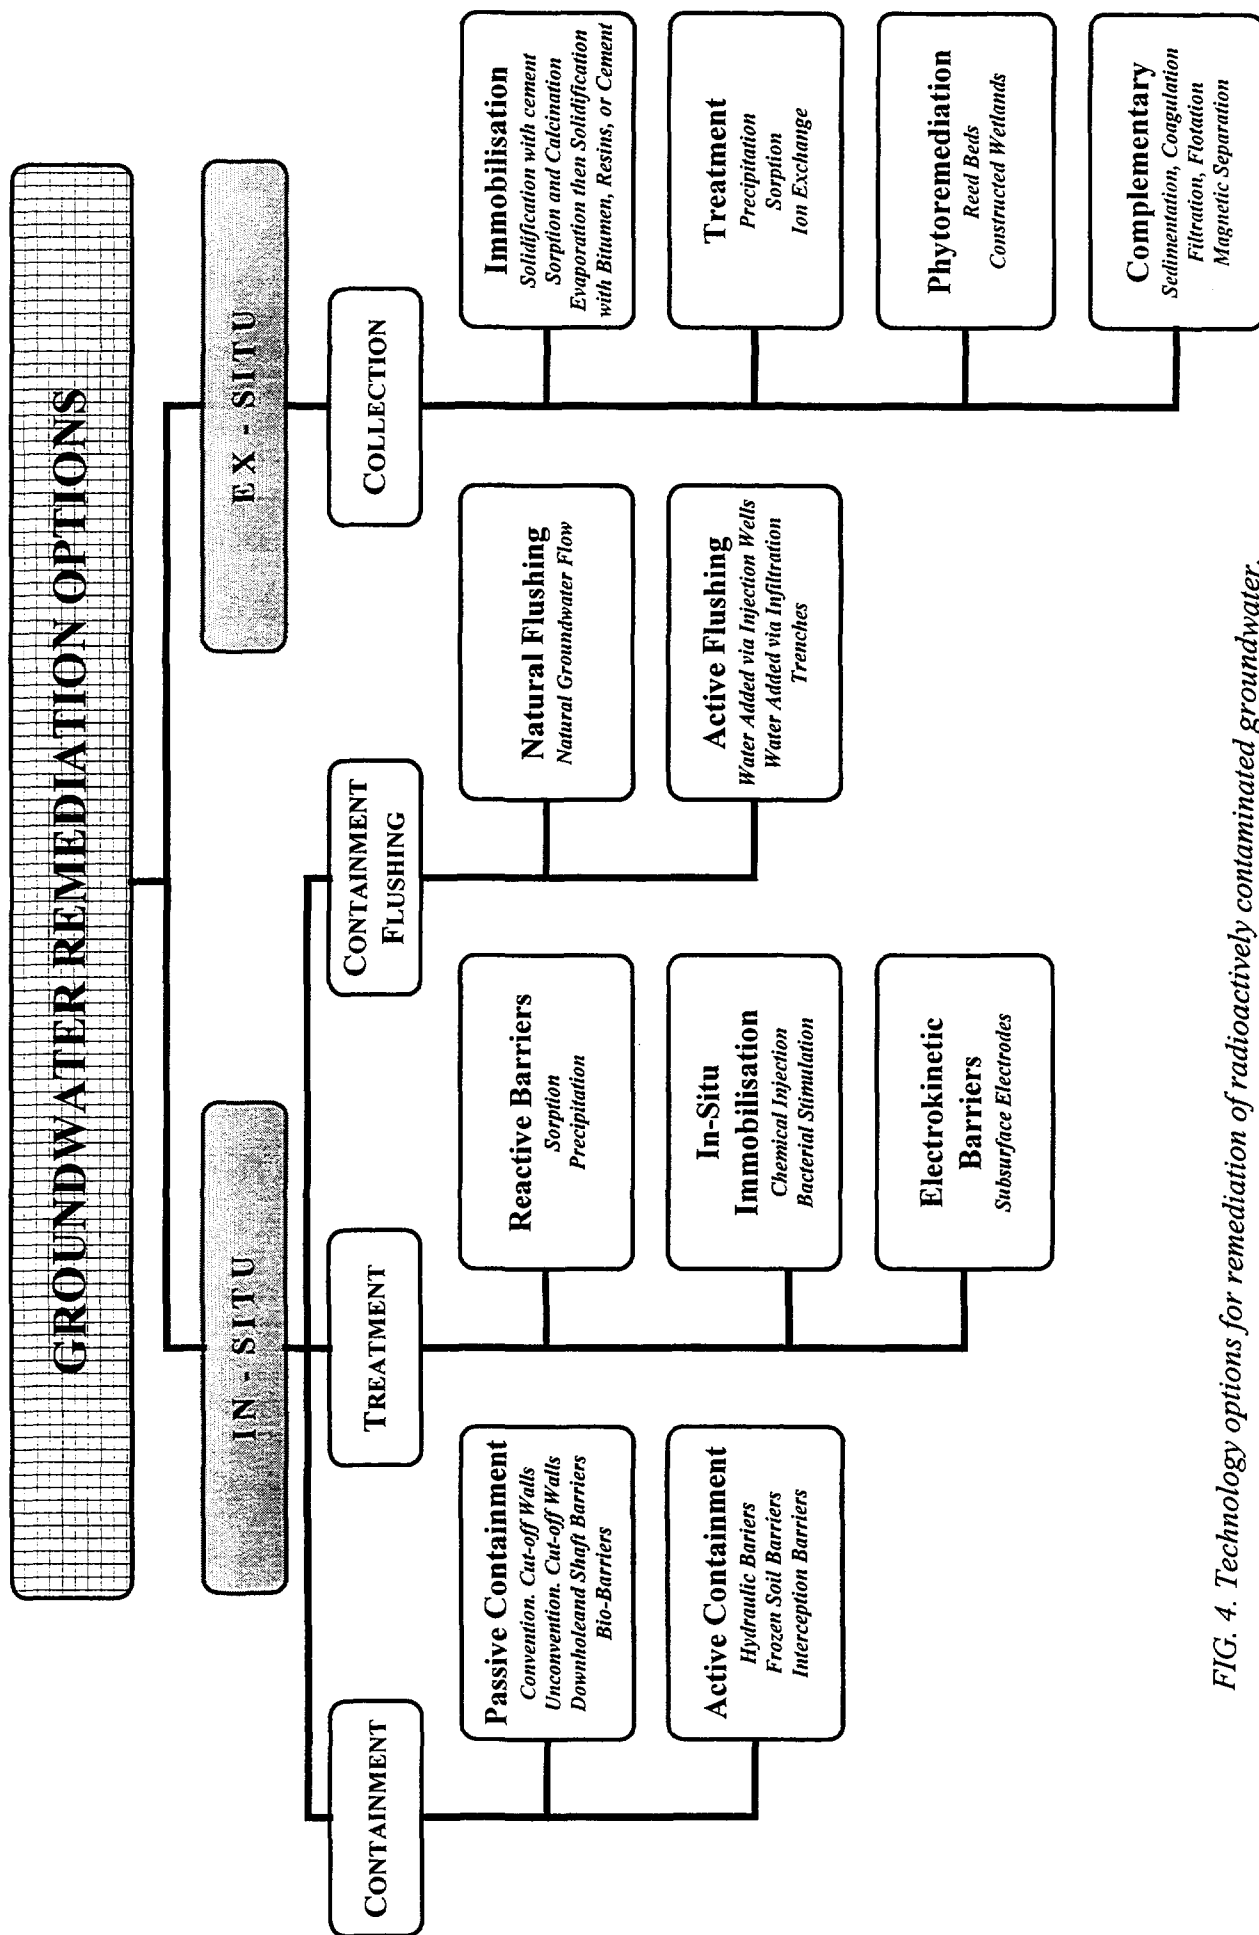 GROUNDWATER REMEDIATION OPTIONS
IN - SITU
EX - SITU
CONTAINMENT
TREATMENT
CONTAINMENT
FLUSHING
COLLECTION
Passive Containment
Convention. Cut-off Walls
Unconvention. Cut-off Walls
Downholeand Shaft Barriers
Bio-Barriers
Active Containment
Hydraulic Bariers
Frozen Soil Barriers
Interception Barriers
Reactive Barriers
Sorption
Precipitation
In-Situ
Immobilisation
Chemical Injection
Bacterial Stimulation
Electrokinetic
Barriers
Subsurface Electrodes
Natural Flushing
Natural Groundwater Flow
Active Flushing
Water Added via Injection Wells
Water Added via Infiltration
Trenches
Immobilisation
Solidification with cement
Sorption and Calcination
Evaporation then Solidification
with Bitumen, Resins, or Cement
Treatment
Precipitation
Sorption
Ion Exchange
Phytoremediation
Reed Beds
Constructed Wetlands
Complementary
Sedimentation, Coagulation
Filtration, Flotation
Magnetic Separation
FIG. 4. Technology options for remediation of radioactively contaminated groundwater.